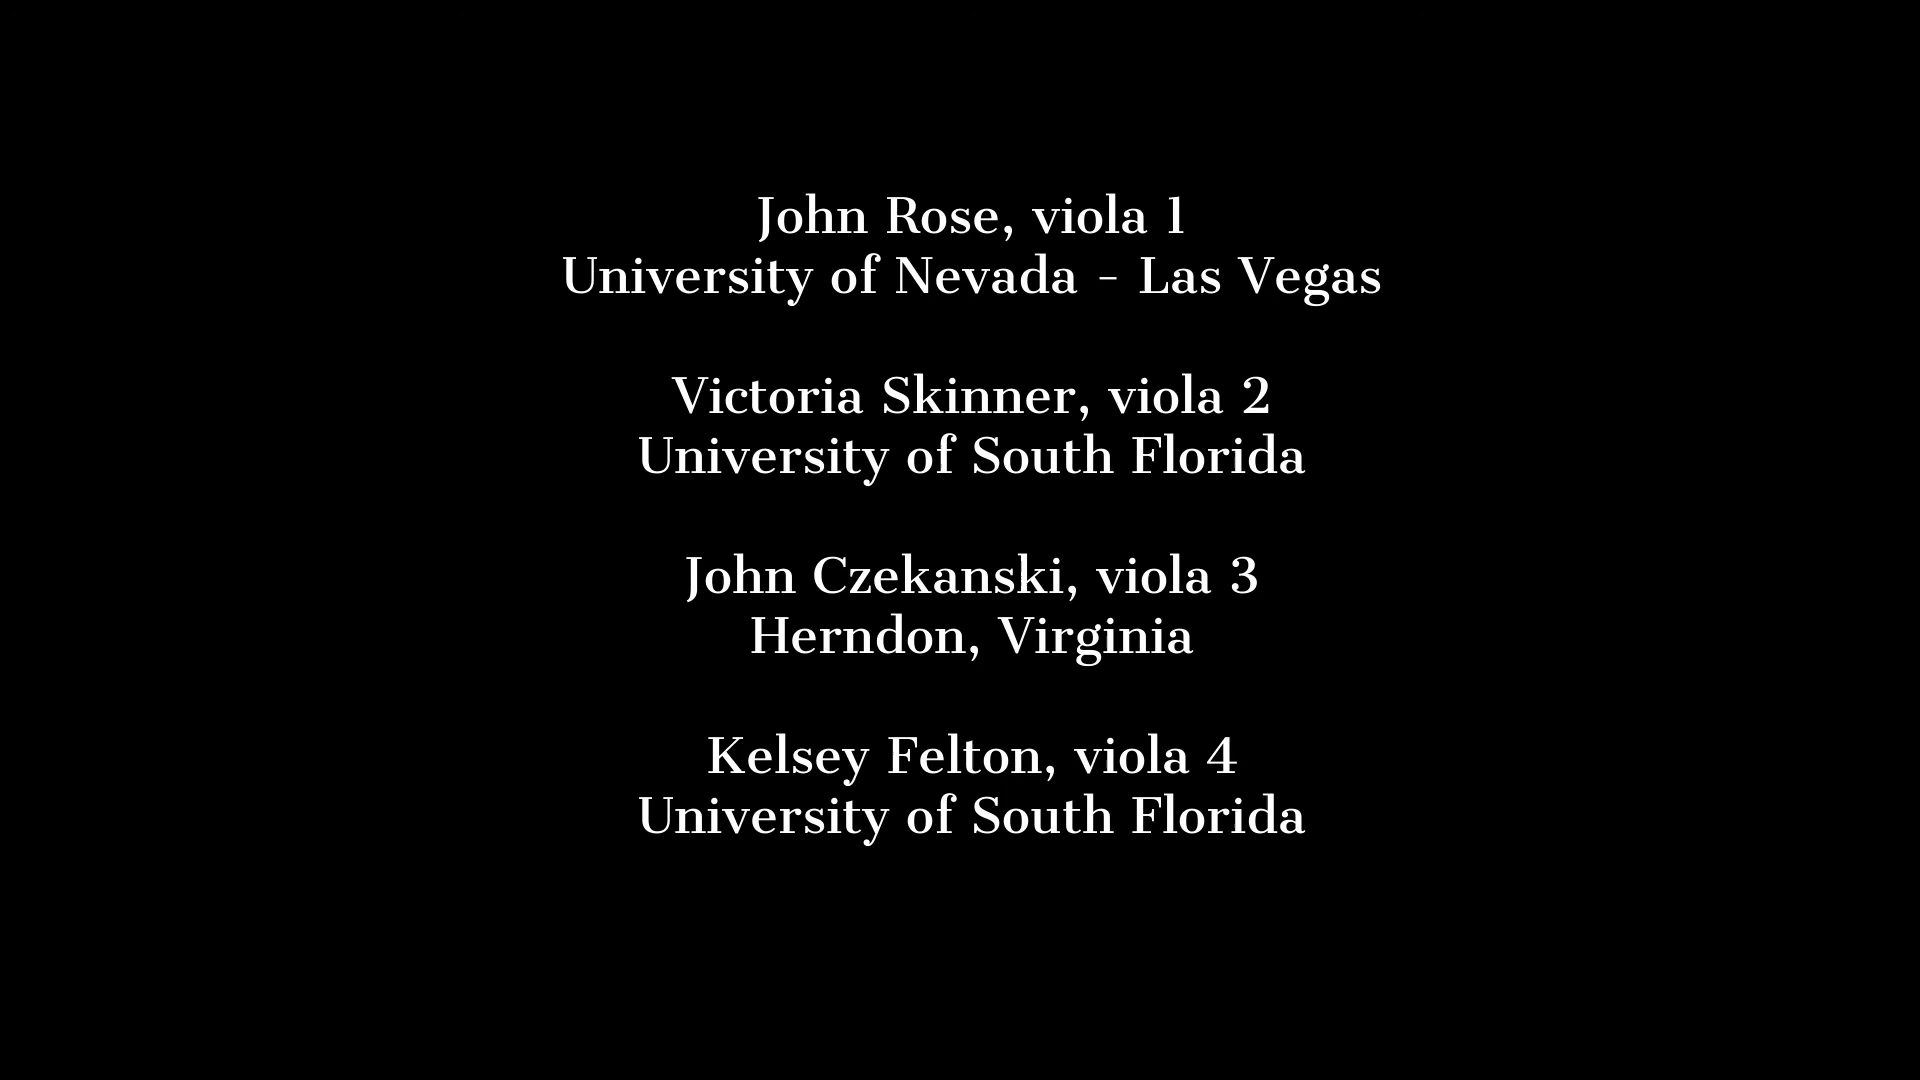 John Rose, viola 1
University of Nevada - Las Vegas
Victoria Skinner, viola 2
University of South Florida
John Czekanski, viola 3
Herndon, Virginia
Kelsey Felton, viola 4
University of South Florida